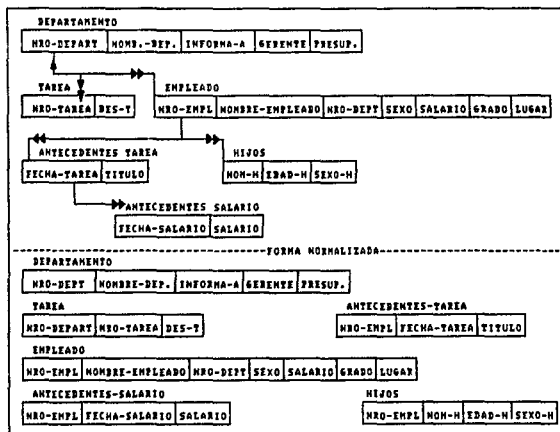 DEPARTAMENTO
NRO-DEPART NOMB.-DEP. INFORMA-A GERENTE PRESUP.
TAREA EMPLEADO
NRO-TAREA DES-T NRO-EMPL NOMBRE-EMPLEADO NRO-DEPT SEXO SALARIO GRADO LUGAR
ANTECEDENTES TAREA HIJOS
FECHA-TAREA TITULO NOM-H EDAD-H SEXO-H
ANTECEDENTES SALARIO
FECHA-SALARIO SALARIO
FORMA NORMALIZADA
DEPARTAMENTO
NRO-DEPT NOMBRE-DEP. INFORMA-A GERENTE PRESUP.
TAREA ANTECEDENTES-TAREA
NRO-DEPART NRO-TAREA DES-T NRO-EMPL FECHA-TAREA TITULO
EMPLEADO
NRO-EMPL NOMBRE-EMPLEADO NRO-DEPT SEXO SALARIO GRADO LUGAR
ANTECEDENTES-SALARIO HIJOS
NRO-EMPL FECHA-SALARIO SALARIO NRO-EMPL NOM-H EDAD-H SEXO-H